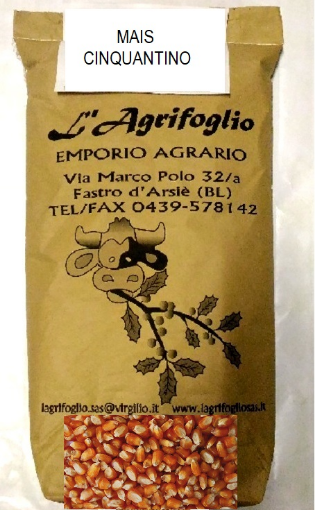 MAIS
CINQUANTINO
L'Agrifoglio
EMPORIO AGRARIO
Via Marco Polo 32/a
Fastro d'Arsiè (BL)
TEL/FAX 0439-578142
lagrifoglio.sas@virgilio.it www.lagrifogliosas.it